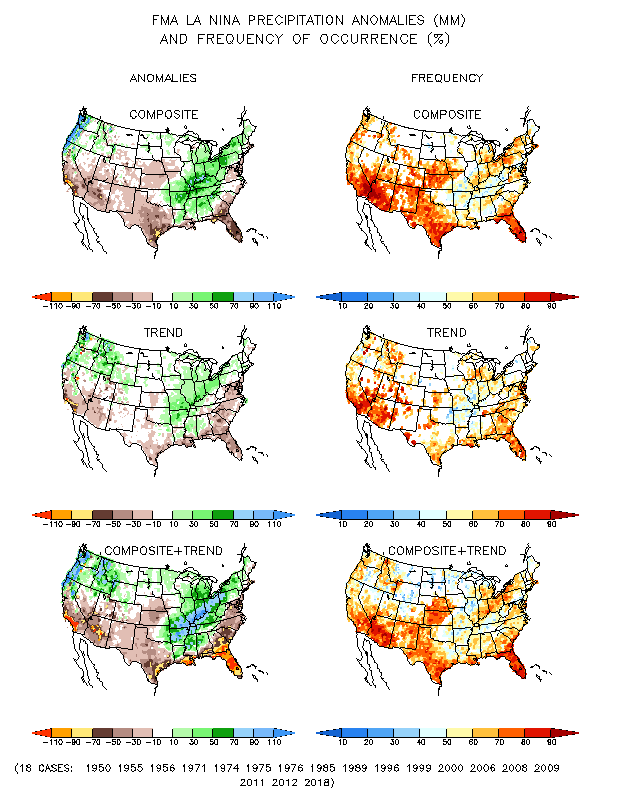 FMA LA NINA PRECIPITATION ANOMALIES (MM)
AND FREQUENCY OF OCCURRENCE (%)
ANOMALIES
FREQUENCY
COMPOSITE
COMPOSITE
-110 -90 -70 -50 -30 -10 10 30 50 70 90 110
10 20 30 40 50 60 70 80 90
TREND
TREND
-110 -90 -70 -50 -30 -10 10 30 50 70 90 110
10 20 30 40 50 60 70 80 90
COMPOSITE+TREND
COMPOSITE+TREND
-110 -90 -70 -50 -30 -10 10 30 50 70 90 110
10 20 30 40 50 60 70 80 90
(18 CASES: 1950 1955 1956 1971 1974 1975 1976 1985 1989 1996 1999 2000 2006 2008 2009
2011 2012 2018)